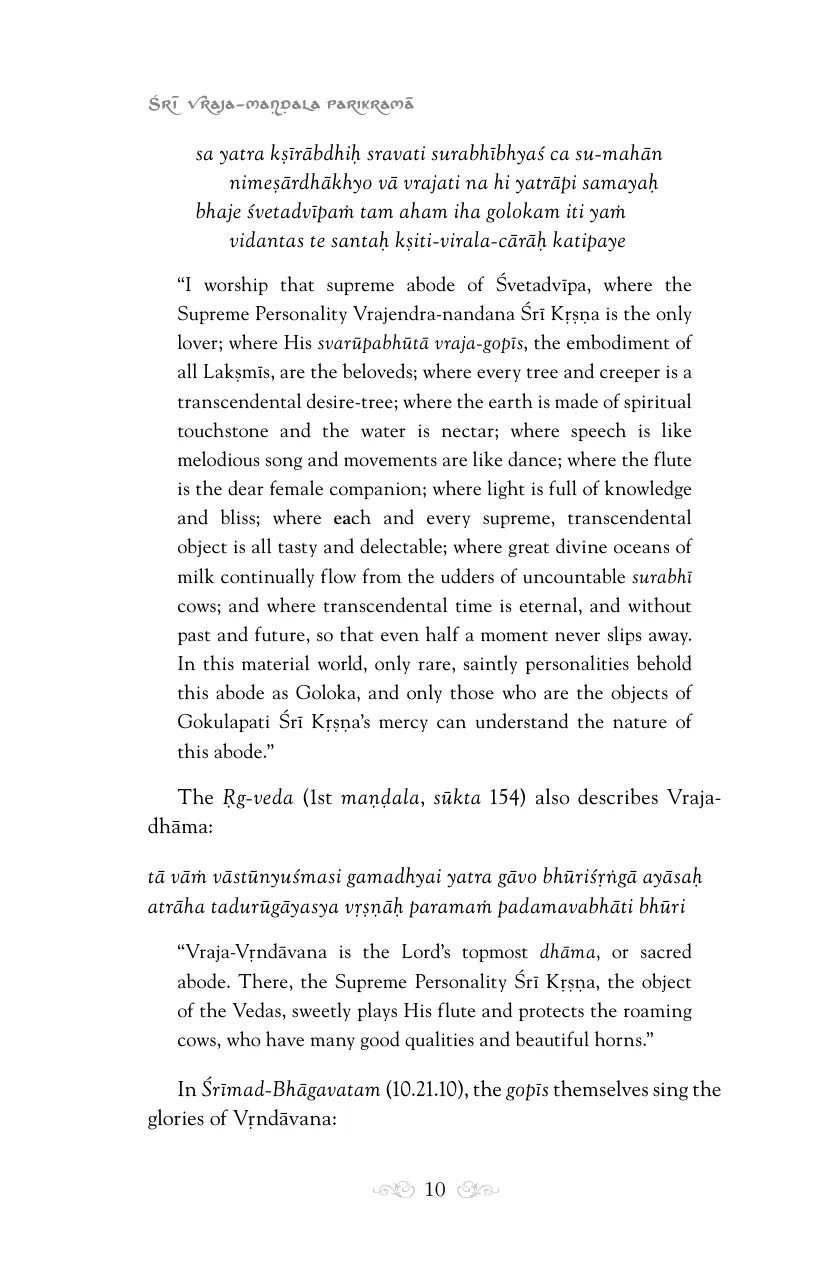 Śrī Vraja-maṇḍala Parikramā
sa yatra kṣīrābdhiḥ sravati surabhībhyaś ca su-mahān
nimeṣārdhākhyo vā vrajati na hi yatrāpi samayaḥ
bhaje śvetadvīpaṁ tam aham iha golokam iti yaṁ
vidantas te santaḥ kṣiti-virala-cārāḥ katipaye
“I worship that supreme abode of Śvetadvīpa, where the
Supreme Personality Vrajendra-nandana Śrī Kṛṣṇa is the only
lover; where His svarūpabhūtā vraja-gopīs, the embodiment of
all Lakṣmīs, are the beloveds; where every tree and creeper is a
transcendental desire-tree; where the earth is made of spiritual
touchstone and the water is nectar; where speech is like
melodious song and movements are like dance; where the flute
is the dear female companion; where light is full of knowledge
and bliss; where each and every supreme, transcendental
object is all tasty and delectable; where great divine oceans of
milk continually flow from the udders of uncountable surabhī
cows; and where transcendental time is eternal, and without
past and future, so that even half a moment never slips away.
In this material world, only rare, saintly personalities behold
this abode as Goloka, and only those who are the objects of
Gokulapati Śrī Kṛṣṇa’s mercy can understand the nature of
this abode.”
The Ṛg-veda (1st maṇḍala, sūkta 154) also describes Vraja-
dhāma:
tā vāṁ vāstūnyuśmasi gamadhyai yatra gāvo bhūriśṛṅgā ayāsaḥ
atrāha tadurūgāyasya vṛṣṇāḥ paramaṁ padamavabhāti bhūri
“Vraja-Vṛndāvana is the Lord’s topmost dhāma, or sacred
abode. There, the Supreme Personality Śrī Kṛṣṇa, the object
of the Vedas, sweetly plays His flute and protects the roaming
cows, who have many good qualities and beautiful horns.”
In Śrīmad-Bhāgavatam (10.21.10), the gopīs themselves sing the
glories of Vṛndāvana:
10